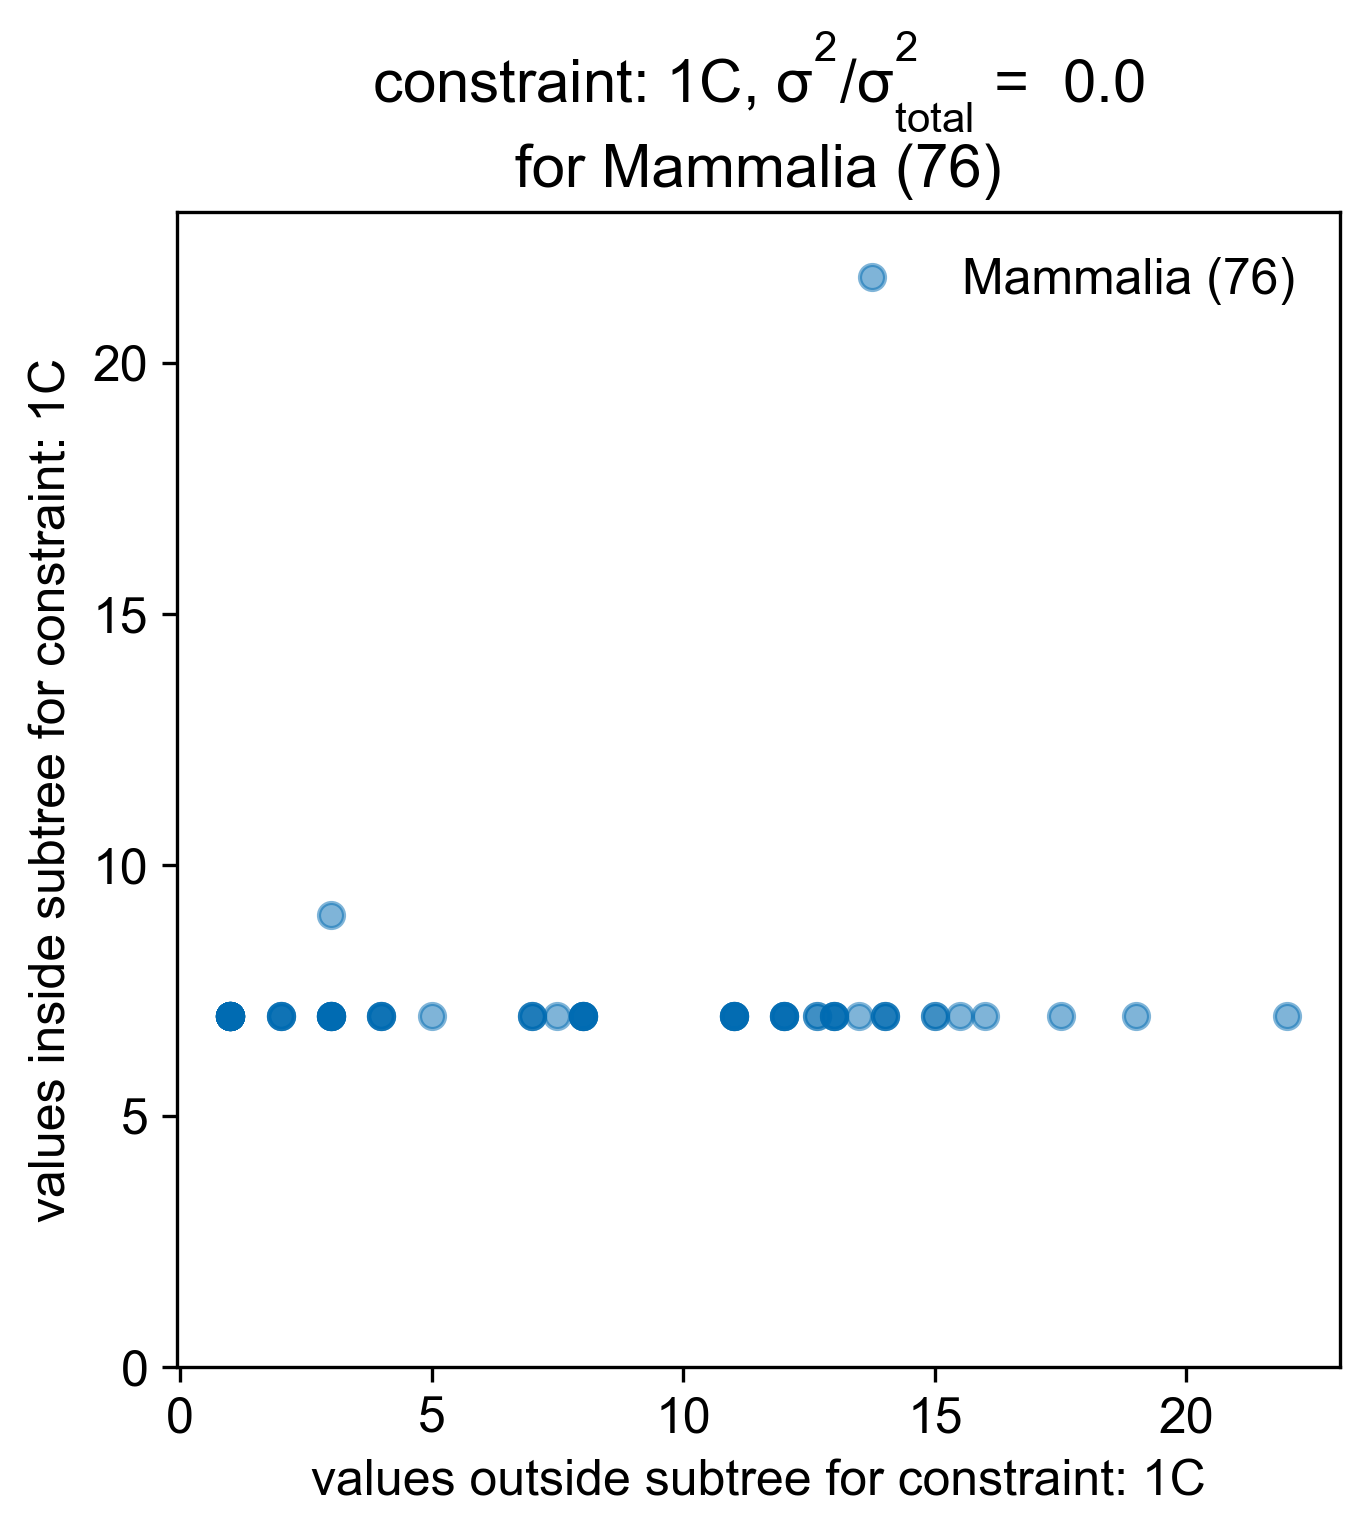 constraint: 1C, σ²/σ²total = 0.0
for Mammalia (76)
Mammalia (76)
values inside subtree for constraint: 1C
20
15
10
5
0
0 5 10 15 20
values outside subtree for constraint: 1C